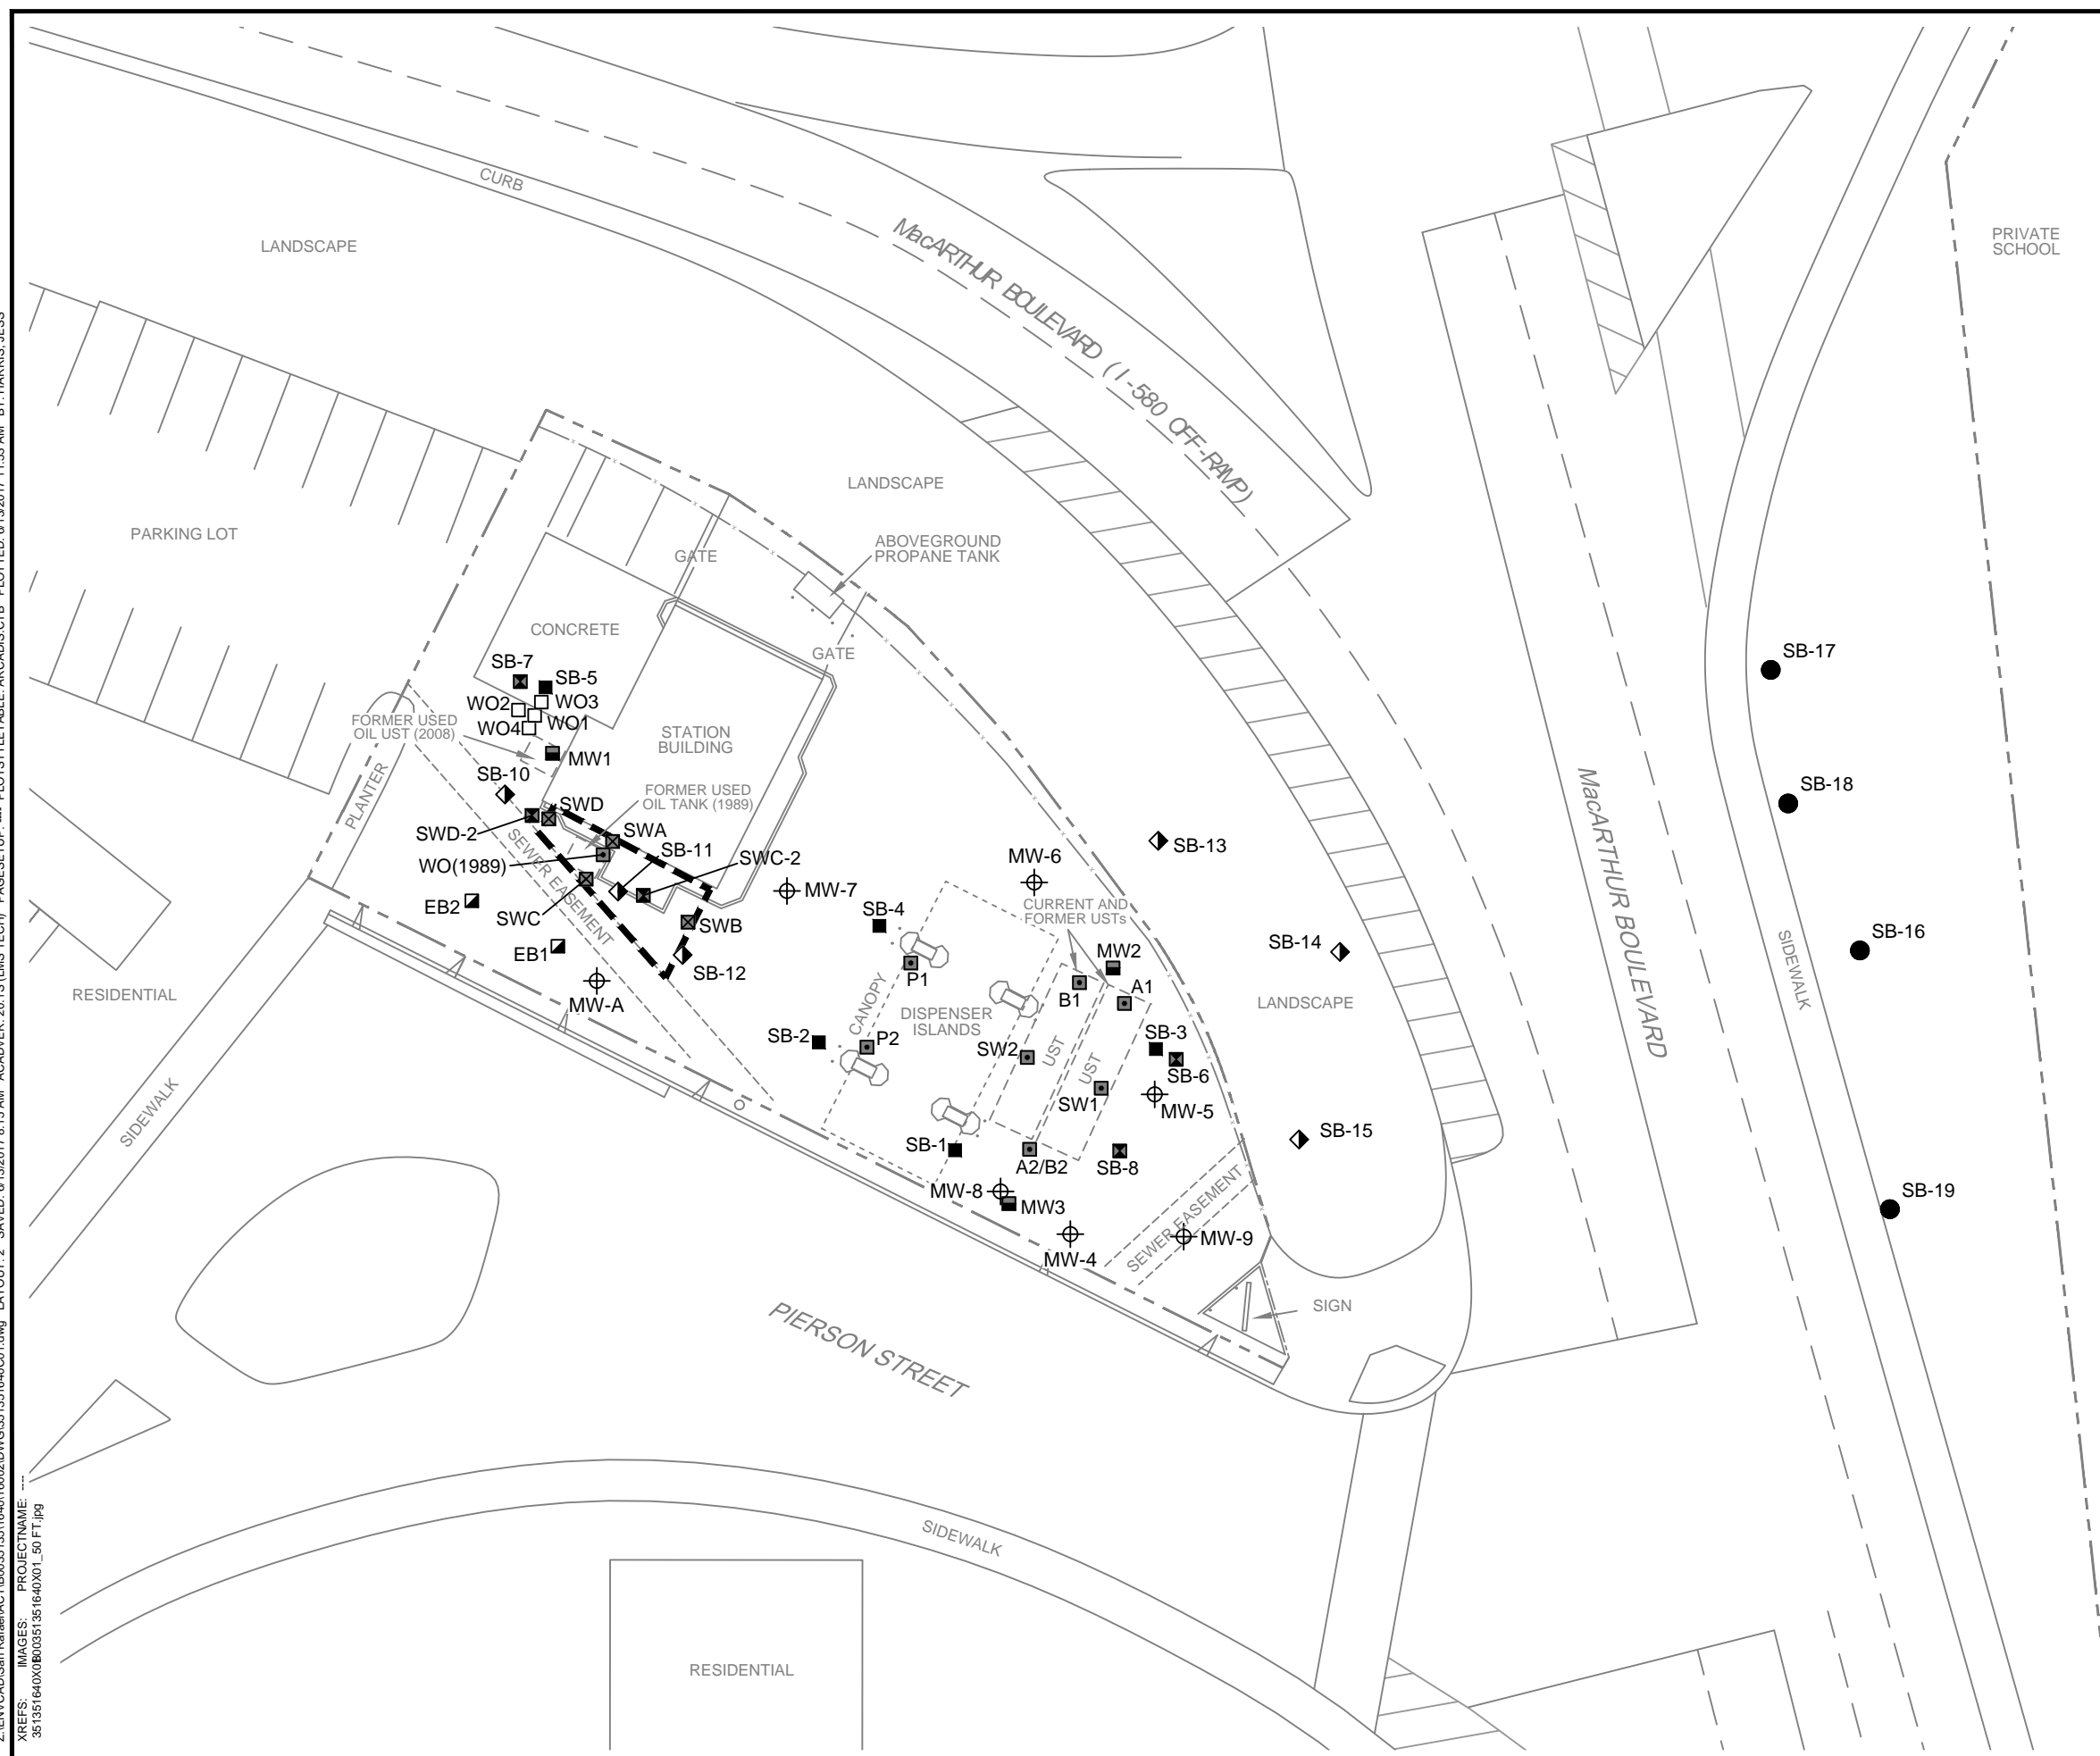 CURB
LANDSCAPE
MacARTHUR BOULEVARD (I-580 OFF-RAMP)
PRIVATE
SCHOOL
LANDSCAPE
PARKING LOT
GATE
ABOVEGROUND
PROPANE TANK
CONCRETE
GATE
SB-7
SB-5
WO2
WO3
WO1
WO4
FORMER USED
OIL UST (2008)
STATION
BUILDING
MW1
SB-10
PLANTER
FORMER USED
OIL TANK (1989)
SWD
SWD-2
SWA
SB-11
SWC-2
WO(1989)
SEWER EASEMENT
EB2
SWC
SWB
EB1
SB-12
MW-A
RESIDENTIAL
SIDEWALK
MW-7
MW-6
SB-4
CURRENT AND
FORMER USTs
MW2
P1
B1
A1
CANOPY
DISPENSER
ISLANDS
SB-2
P2
SW2
UST
UST
SB-3
SB-6
SW1
MW-5
SB-1
A2/B2
SB-8
MW-8
MW3
MW-4
SEWER EASEMENT
MW-9
SIGN
SB-13
SB-14
LANDSCAPE
SB-15
MacARTHUR BOULEVARD
SIDEWALK
SB-17
SB-18
SB-16
SB-19
PIERSON STREET
SIDEWALK
RESIDENTIAL
XREFS: IMAGES: PROJECTNAME: ----